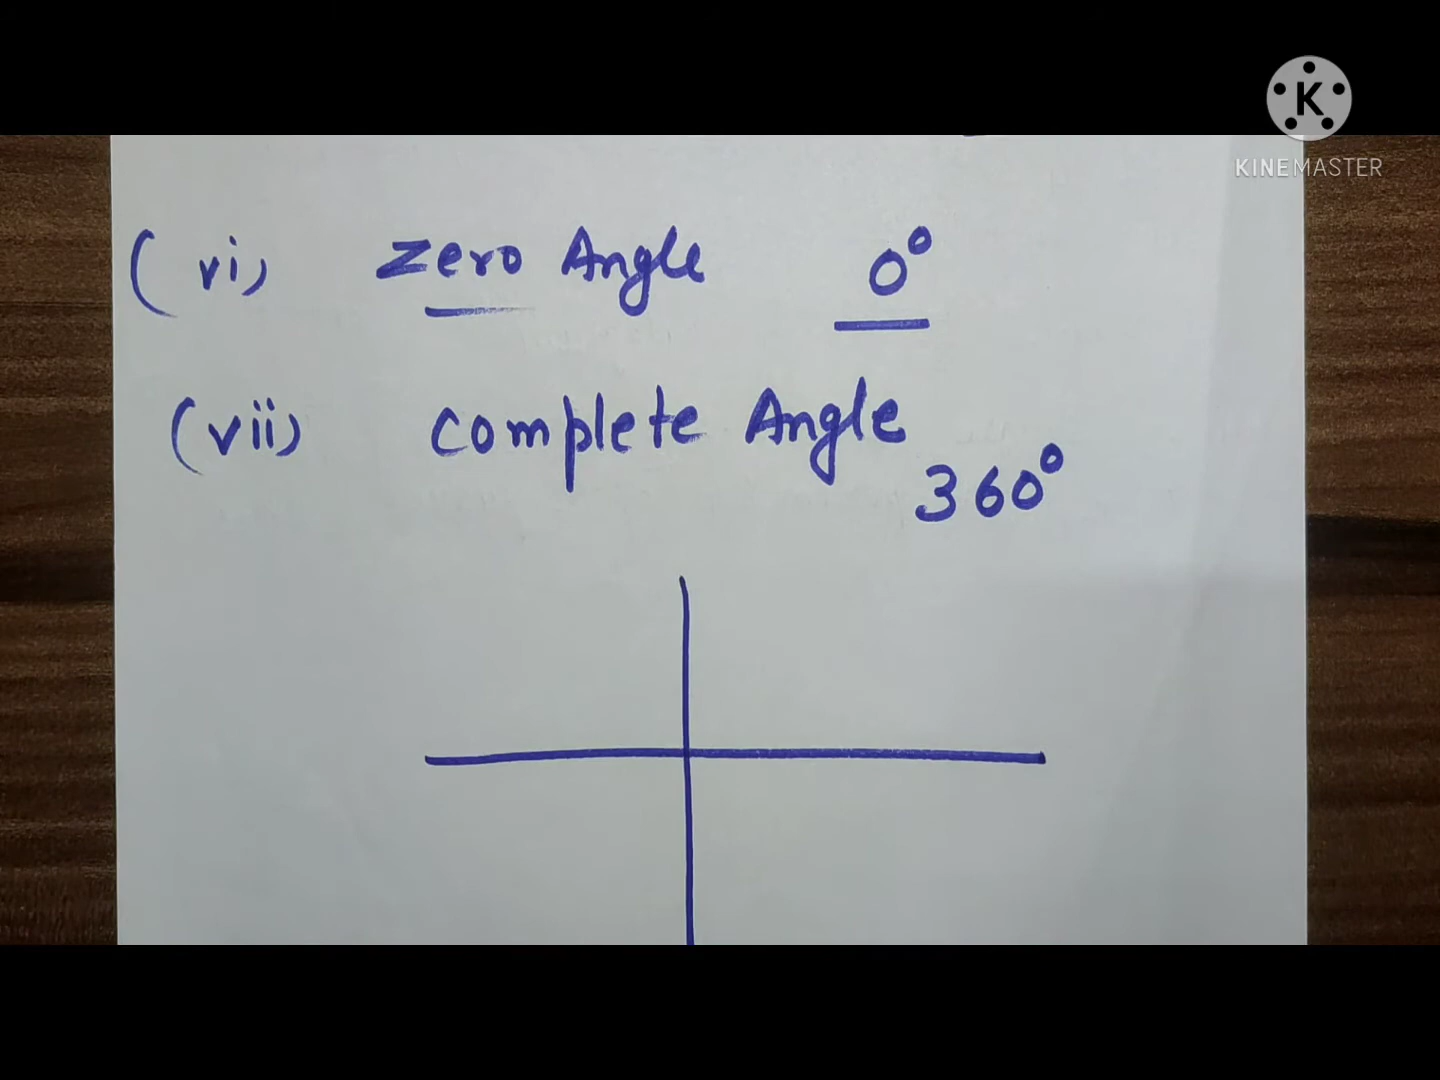 K
KINEMASTER
(vi) Zero Angle 0°
(vii) Complete Angle
360°